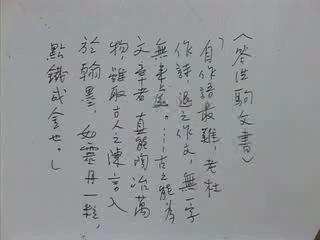 （答洪駒父書）
「自作語最難，老杜
作詩，退之作文，無一字
無來處。……古之能為
文章者，真能陶冶萬
物，雖取古人之陳言入
於翰墨，如靈丹一粒，
點鐵成金也。」